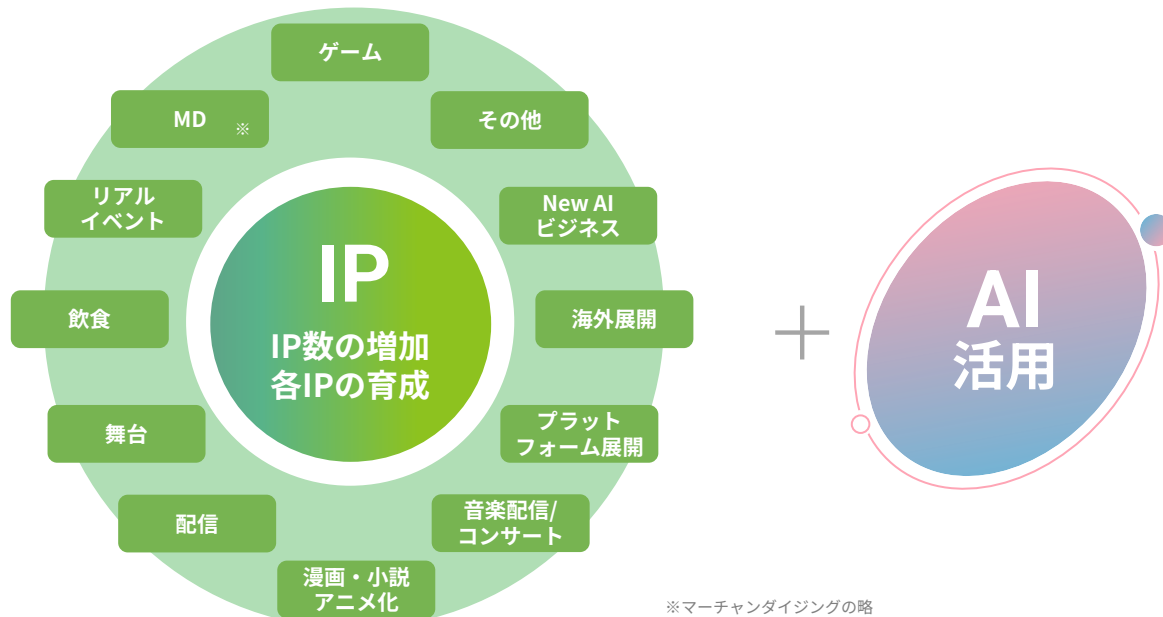 ゲーム
その他
New AI
ビジネス
海外展開
プラット
フォーム展開
音楽配信/
コンサート
漫画・小説
アニメ化
配信
舞台
飲食
リアル
イベント
MD ※
IP
IP数の増加
各IPの育成
AI
活用
※マーチャンダイジングの略